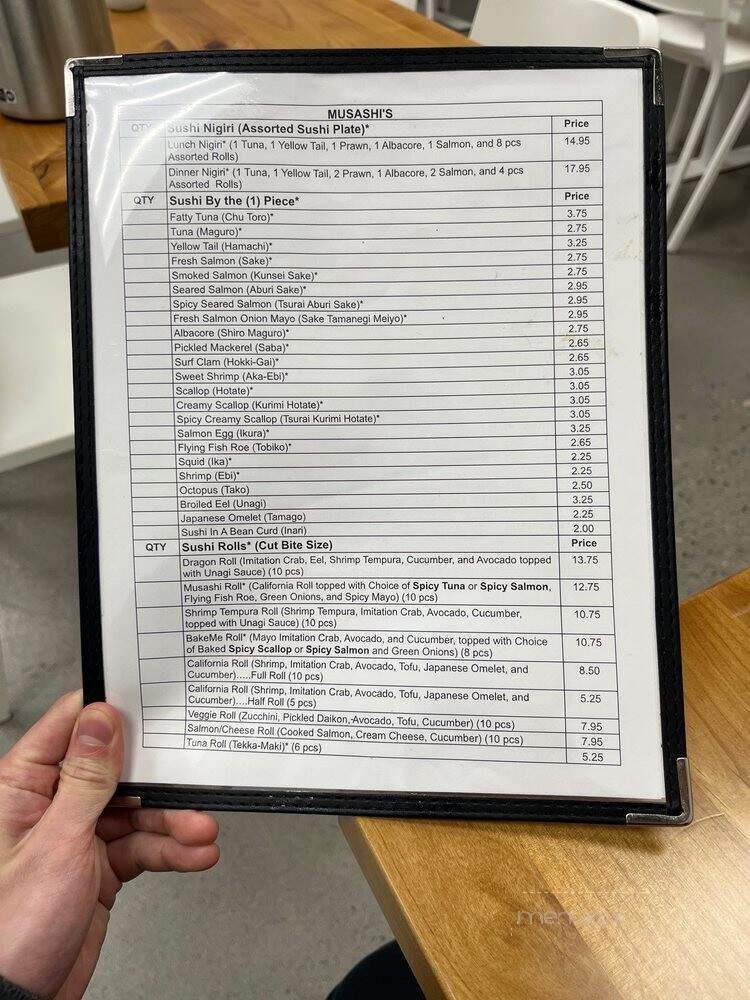 MUSASHI'S
QTY Sushi Nigiri (Assorted Sushi Plate)* Price
Lunch Nigiri* (1 Tuna, 1 Yellow Tail, 1 Prawn, 1 Albacore, 1 Salmon, and 8 pcs 14.95
Assorted Rolls)
Dinner Nigiri* (1 Tuna, 1 Yellow Tail, 2 Prawn, 1 Albacore, 2 Salmon, and 4 pcs 17.95
Assorted Rolls)
QTY Sushi By the (1) Piece* Price
Fatty Tuna (Chu Toro)* 3.75
Tuna (Maguro)* 2.75
Yellow Tail (Hamachi)* 3.25
Fresh Salmon (Sake)* 2.75
Smoked Salmon (Kunsei Sake)* 2.75
Seared Salmon (Aburi Sake)* 2.95
Spicy Seared Salmon (Tsurai Aburi Sake)* 2.95
Fresh Salmon Onion Mayo (Sake Tamanegi Meiyo)* 2.95
Albacore (Shiro Maguro)* 2.75
Pickled Mackerel (Saba)* 2.65
Surf Clam (Hokki-Gai)* 2.65
Sweet Shrimp (Aka-Ebi)* 3.05
Scallop (Hotate)* 3.05
Creamy Scallop (Kurimi Hotate)* 3.05
Spicy Creamy Scallop (Tsurai Kurimi Hotate)* 3.05
Salmon Egg (Ikura)* 3.25
Flying Fish Roe (Tobiko)* 2.65
Squid (Ika)* 2.25
Shrimp (Ebi)* 2.25
Octopus (Tako) 2.50
Broiled Eel (Unagi) 3.25
Japanese Omelet (Tamago) 2.25
Sushi In A Bean Curd (Inari) 2.00
QTY Sushi Rolls* (Cut Bite Size) Price
Dragon Roll (Imitation Crab, Eel, Shrimp Tempura, Cucumber, and Avocado topped 13.75
with Unagi Sauce) (10 pcs)
Musashi Roll* (California Roll topped with Choice of Spicy Tuna or Spicy Salmon, 12.75
Flying Fish Roe, Green Onions, and Spicy Mayo) (10 pcs)
Shrimp Tempura Roll (Shrimp Tempura, Imitation Crab, Avocado, Cucumber, 10.75
topped with Unagi Sauce) (10 pcs)
BakeMe Roll* (Mayo Imitation Crab, Avocado, and Cucumber, topped with Choice 10.75
of Baked Spicy Scallop or Spicy Salmon and Green Onions) (8 pcs)
California Roll (Shrimp, Imitation Crab, Avocado, Tofu, Japanese Omelet, and 8.50
Cucumber).....Full Roll (10 pcs)
California Roll (Shrimp, Imitation Crab, Avocado, Tofu, Japanese Omelet, and 5.25
Cucumber)....Half Roll (5 pcs)
Veggie Roll (Zucchini, Pickled Daikon, Avocado, Tofu, Cucumber) (10 pcs) 7.95
Salmon/Cheese Roll (Cooked Salmon, Cream Cheese, Cucumber) (10 pcs) 7.95
Tuna Roll (Tekka-Maki)* (6 pcs) 5.25